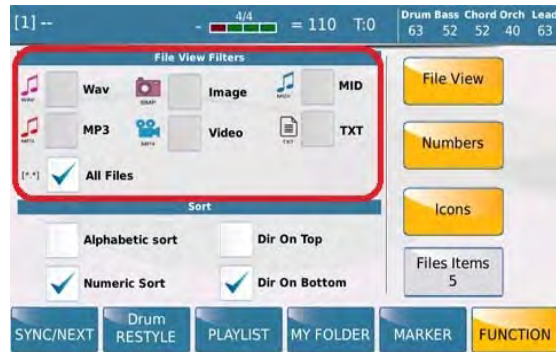 [1] -- - 4/4 = 110 T:0 Drum Bass Chord Orch Lead
63 52 52 40 63
File View Filters
Wav Image MID
MP3 Video TXT
[*.*] All Files
Sort
Alphabetic sort Dir On Top
Numeric Sort Dir On Bottom
File View
Numbers
Icons
Files Items
5
SYNC/NEXT Drum RESTYLE PLAYLIST MY FOLDER MARKER FUNCTION